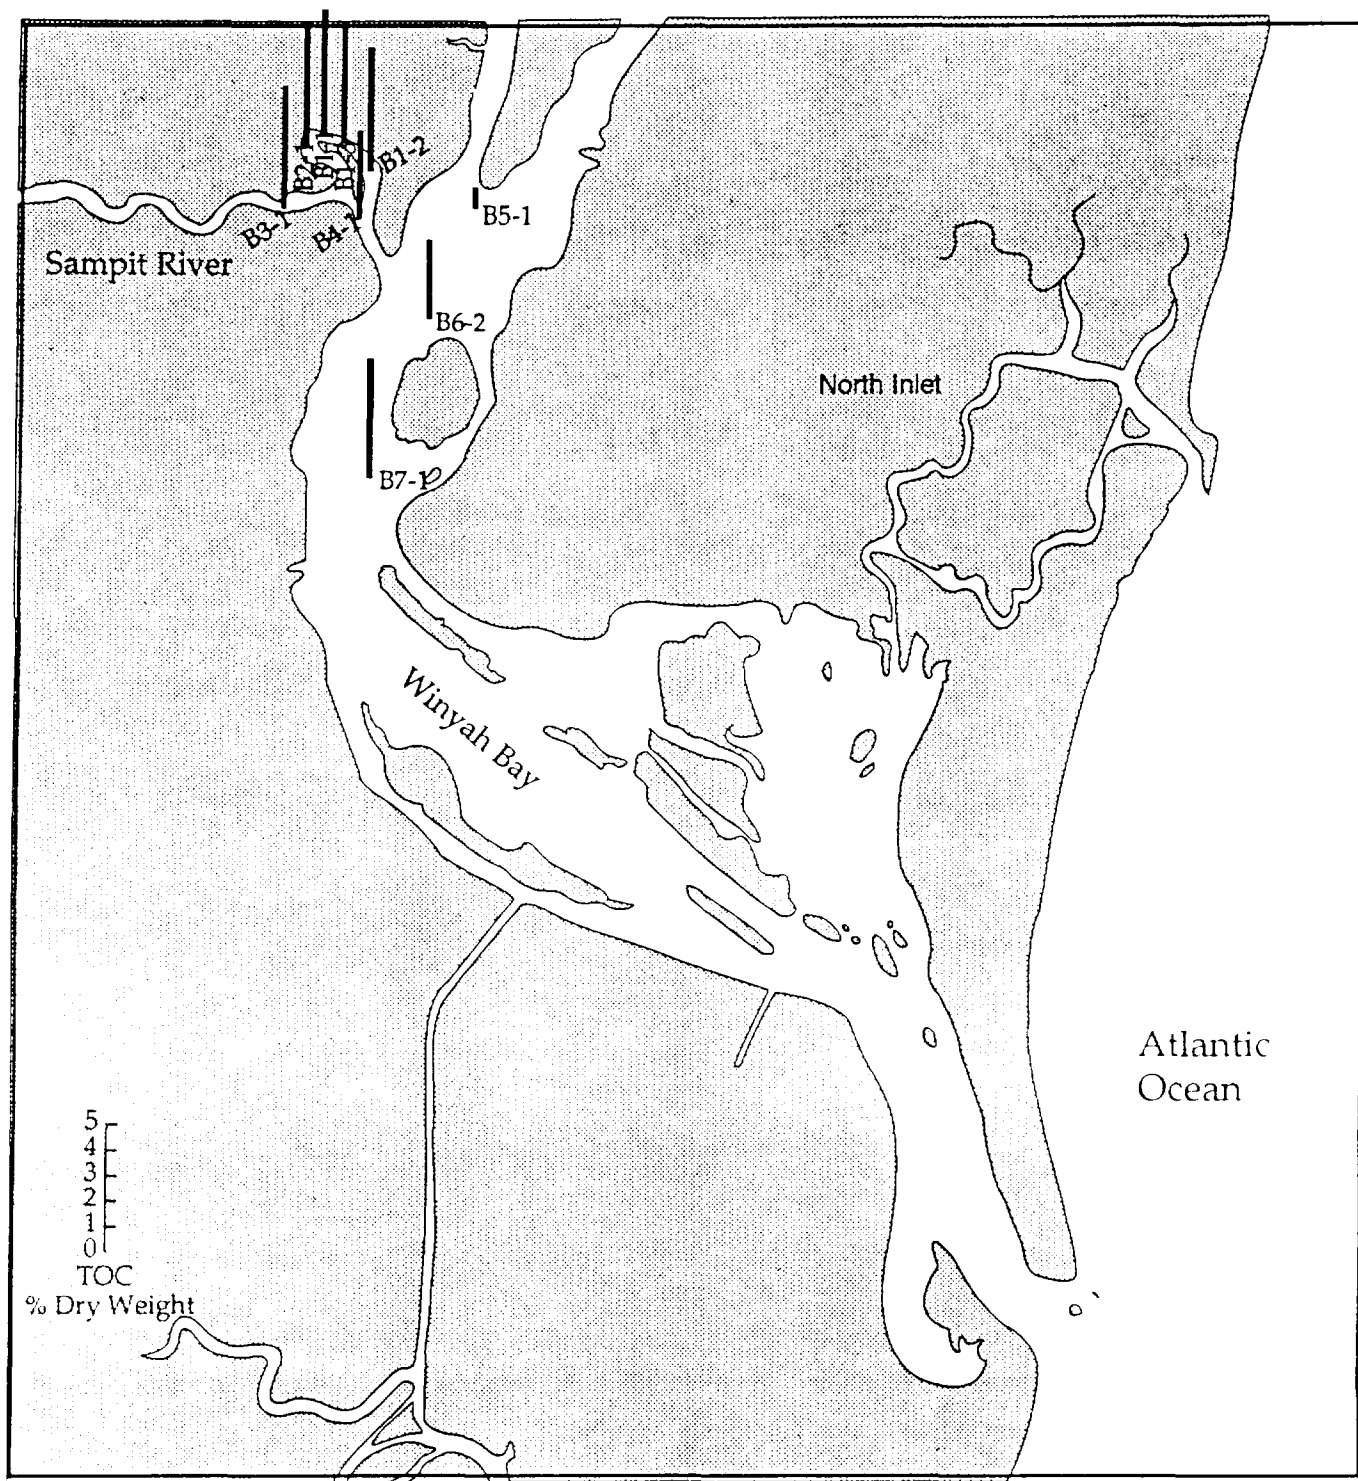 B1-2
B3-1
B4-1
B5-1
Sampit River
B6-2
North Inlet
B7-1
Winyah Bay
Atlantic
Ocean
5
4
3
2
1
0
TOC
% Dry Weight